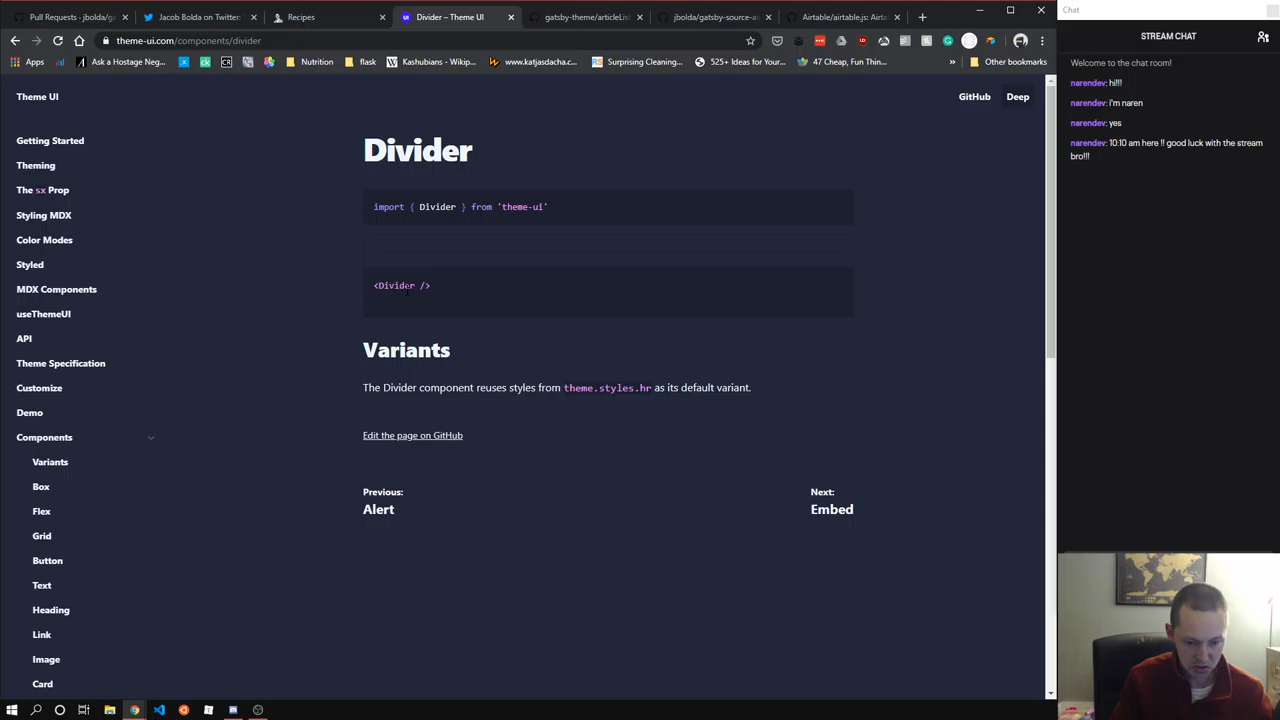 Pull Requests · jbolda/ga
Jacob Bolda on Twitter:
Recipes
Divider – Theme UI
gatsby-theme/articleList
jbolda/gatsby-source-a
Airtable/airtable.js: Airta
theme-ui.com/components/divider
Apps
Ask a Hostage Neg...
Nutrition
flask
Kashubians - Wikip...
www.katjasdacha.c...
Surprising Cleaning,...
525+ Ideas for Your...
47 Cheap, Fun Thin...
Other bookmarks
Theme UI
GitHub
Deep
Getting Started
Theming
The sx Prop
Styling MDX
Color Modes
Styled
MDX Components
useThemeUI
API
Theme Specification
Customize
Demo
Components
Variants
Box
Flex
Grid
Button
Text
Heading
Link
Image
Card
Divider
import { Divider } from 'theme-ui'
<Divider />
Variants
The Divider component reuses styles from theme.styles.hr as its default variant.
Edit the page on GitHub
Previous:
Alert
Next:
Embed
Chat
STREAM CHAT
Welcome to the chat room!
narendev: hi!!!
narendev: i'm naren
narendev: yes
narendev: 10:10 am here !! good luck with the stream
bro!!!